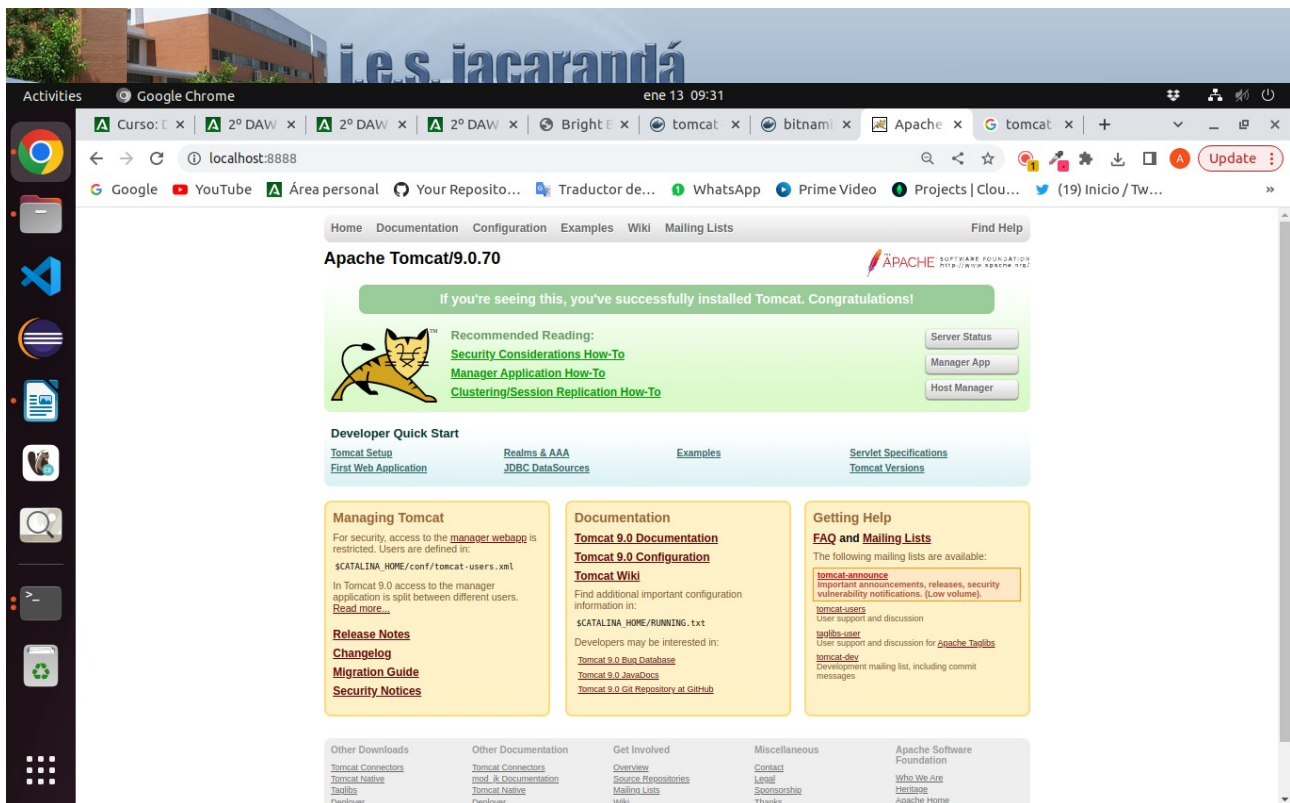 i.e.s. jacarandá
Activities Google Chrome ene 13 09:31
Curso: D 2º DAW 2º DAW 2º DAW Bright E tomcat- bitnami Apache tomcat
localhost:8888 Update
Google YouTube Área personal Your Reposito... Traductor de... WhatsApp Prime Video Projects | Clou... (19) Inicio / Tw... »
Home Documentation Configuration Examples Wiki Mailing Lists Find Help
Apache Tomcat/9.0.70
THE APACHE SOFTWARE FOUNDATION
http://www.apache.org/
If you're seeing this, you've successfully installed Tomcat. Congratulations!
TM
Recommended Reading:
Security Considerations How-To
Manager Application How-To
Clustering/Session Replication How-To
Server Status
Manager App
Host Manager
Developer Quick Start
Tomcat Setup
First Web Application
Realms & AAA
JDBC DataSources
Examples
Servlet Specifications
Tomcat Versions
Managing Tomcat
For security, access to the manager webapp is
restricted. Users are defined in:
$CATALINA_HOME/conf/tomcat-users.xml
In Tomcat 9.0 access to the manager
application is split between different users.
Read more...
Release Notes
Changelog
Migration Guide
Security Notices
Documentation
Tomcat 9.0 Documentation
Tomcat 9.0 Configuration
Tomcat Wiki
Find additional important configuration
information in:
$CATALINA_HOME/RUNNING.txt
Developers may be interested in:
Tomcat 9.0 Bug Database
Tomcat 9.0 JavaDocs
Tomcat 9.0 Git Repository at GitHub
Getting Help
FAQ and Mailing Lists
The following mailing lists are available:
tomcat-announce
Important announcements, releases, security
vulnerability notifications. (Low volume).
tomcat-users
User support and discussion
taglibs-user
User support and discussion for Apache Taglibs
tomcat-dev
Development mailing list, including commit
messages
Other Downloads
Tomcat Connectors
Tomcat Native
Taglibs
Deployer
Other Documentation
Tomcat Connectors
mod_jk Documentation
Tomcat Native
Deployer
Get Involved
Overview
Source Repositories
Mailing Lists
Wiki
Miscellaneous
Contact
Legal
Sponsorship
Thanks
Apache Software
Foundation
Who We Are
Heritage
Apache Home